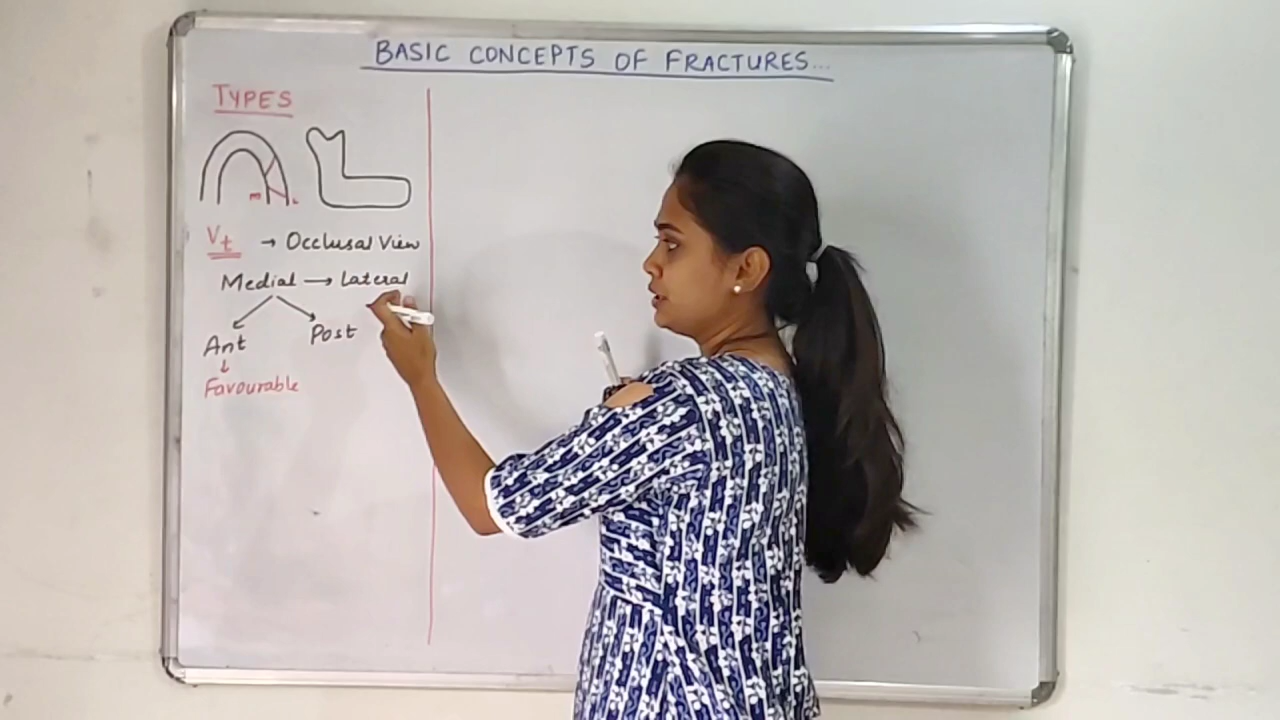 BASIC CONCEPTS OF FRACTURES...
TYPES
m L
Vt → Occlusal View
Medial → Lateral
Ant Post
↓
Favourable